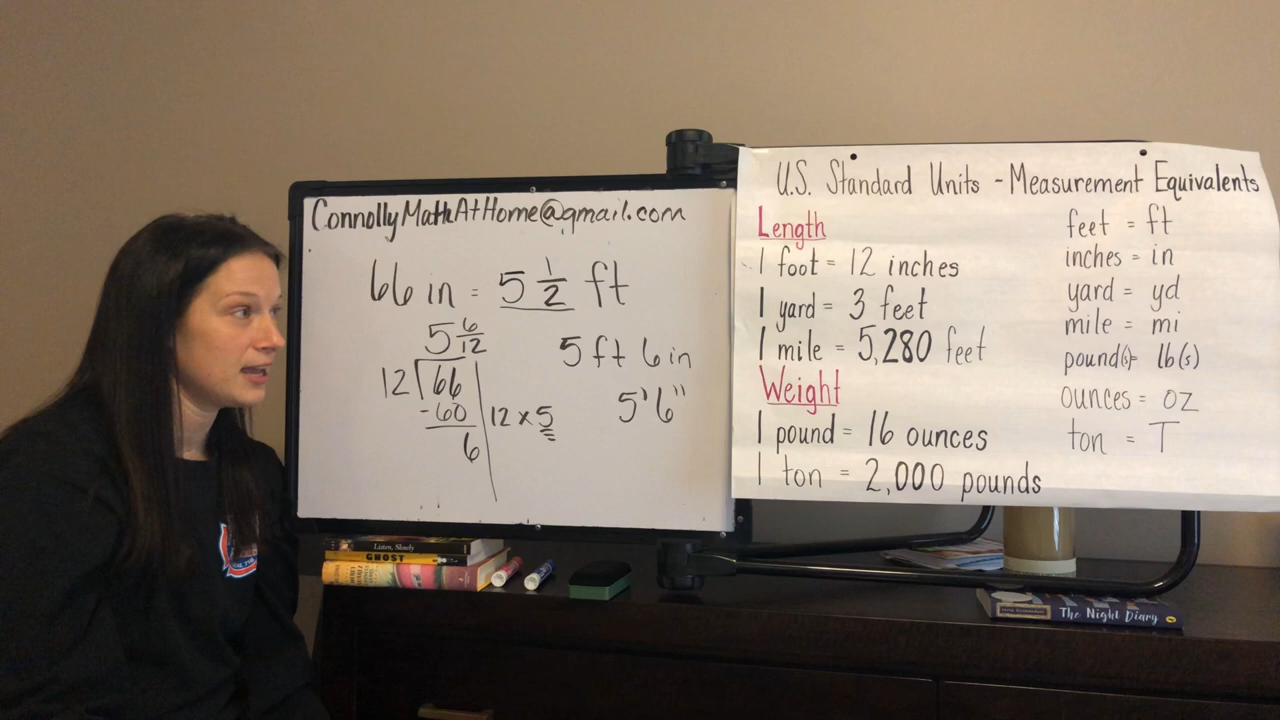 ConnollyMathAtHome@gmail.com
66 in = 5 1/2 ft
5 6/12
12 66
-60
6
12 x 5
5 ft 6 in
5'6"
U.S. Standard Units - Measurement Equivalents
Length
1 foot = 12 inches
1 yard = 3 feet
1 mile = 5,280 feet
Weight
1 pound = 16 ounces
1 ton = 2,000 pounds
feet = ft
inches = in
yard = yd
mile = mi
pound(s)= lb(s)
ounces = oz
ton = T
Listen, Slowly
GHOST
The Night Diary